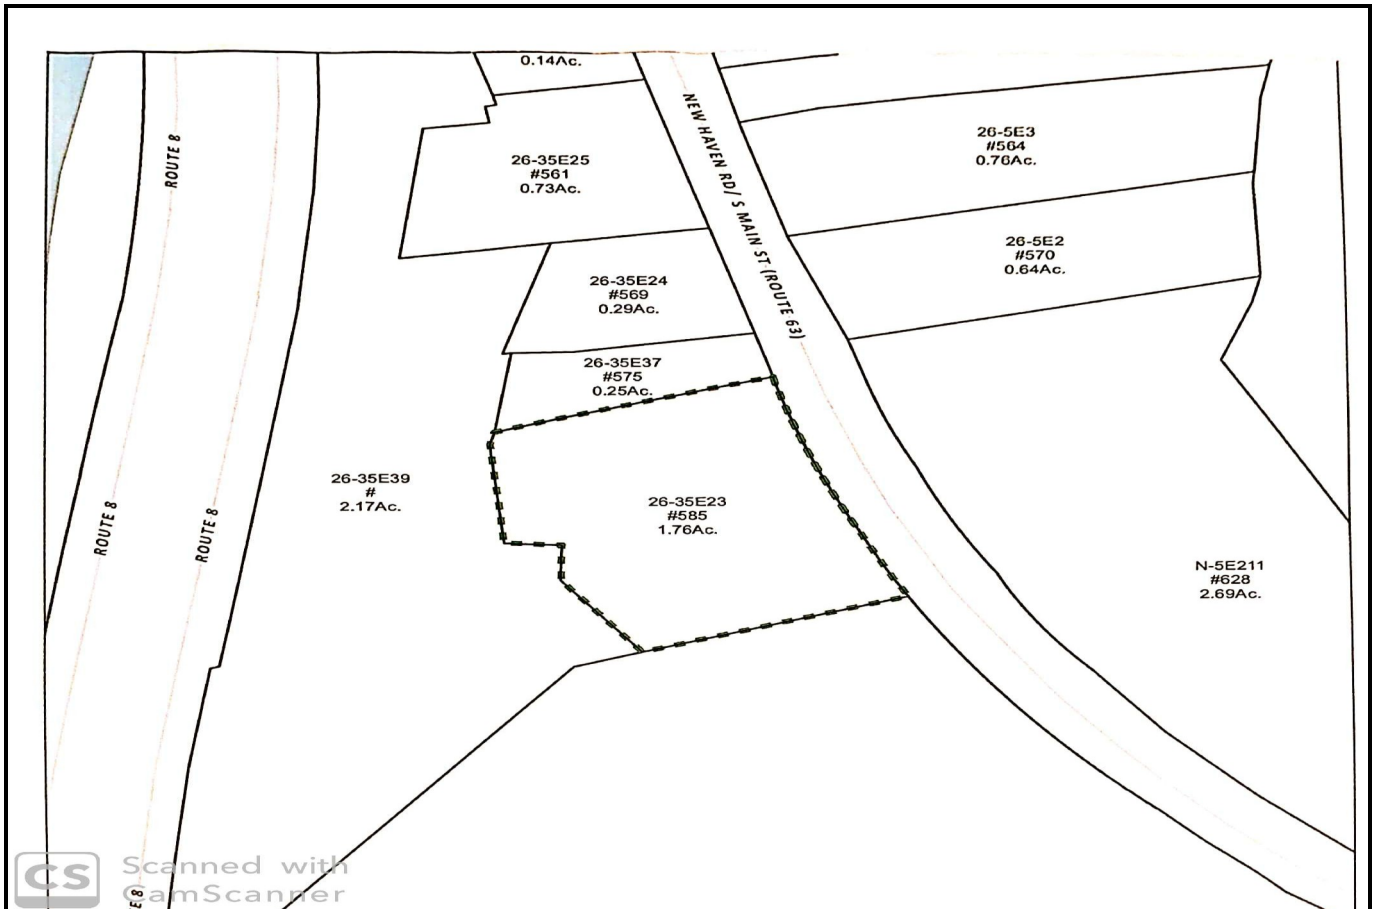 0.14Ac.
ROUTE 8
26-35E25
#561
0.73Ac.
NEW HAVEN RD/ S MAIN ST (ROUTE 63)
26-5E3
#564
0.76Ac.
26-5E2
#570
0.64Ac.
26-35E24
#569
0.29Ac.
26-35E37
#575
0.25Ac.
26-35E39
#
2.17Ac.
26-35E23
#585
1.76Ac.
ROUTE 8
ROUTE 8
N-5E211
#628
2.69Ac.
E 8
CS
Scanned with
CamScanner